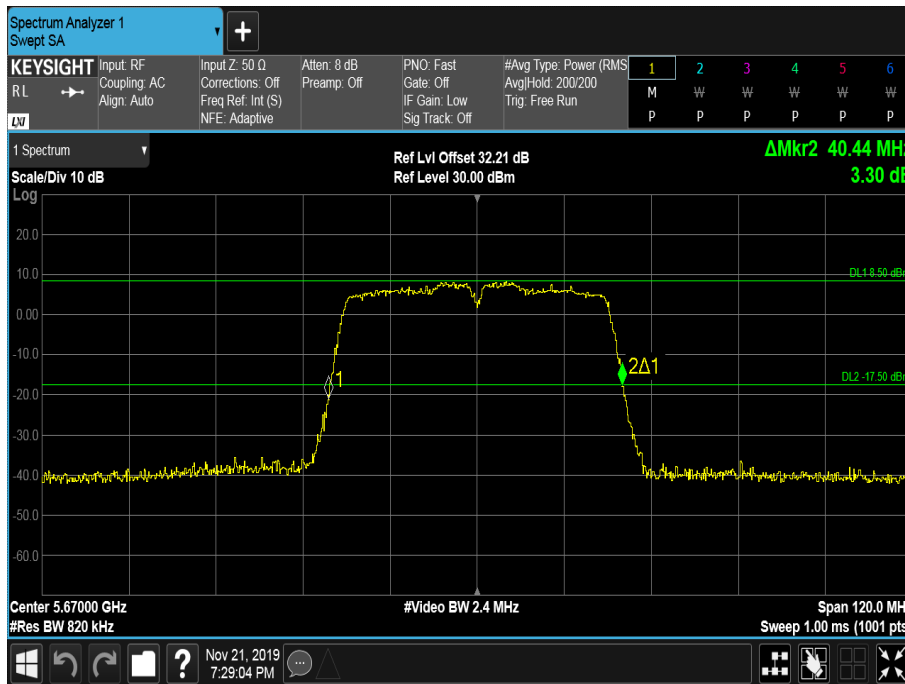 Spectrum Analyzer 1
Swept SA
KEYSIGHT
RL
LXI
Input: RF
Coupling: AC
Align: Auto
Input Z: 50 Ω
Corrections: Off
Freq Ref: Int (S)
NFE: Adaptive
Atten: 8 dB
Preamp: Off
PNO: Fast
Gate: Off
IF Gain: Low
Sig Track: Off
#Avg Type: Power (RMS
Avg|Hold: 200/200
Trig: Free Run
1 2 3 4 5 6
M W W W W W
P P P P P P
1 Spectrum
Scale/Div 10 dB
Log
Ref Lvl Offset 32.21 dB
Ref Level 30.00 dBm
ΔMkr2 40.44 MHz
3.30 dB
20.0
10.0
DL1 8.50 dBm
0.00
-10.0
2Δ1
1
DL2 -17.50 dBm
-20.0
-30.0
-40.0
-50.0
-60.0
Center 5.67000 GHz
#Video BW 2.4 MHz
Span 120.0 MH
#Res BW 820 kHz
Sweep 1.00 ms (1001 pts
Nov 21, 2019
7:29:04 PM